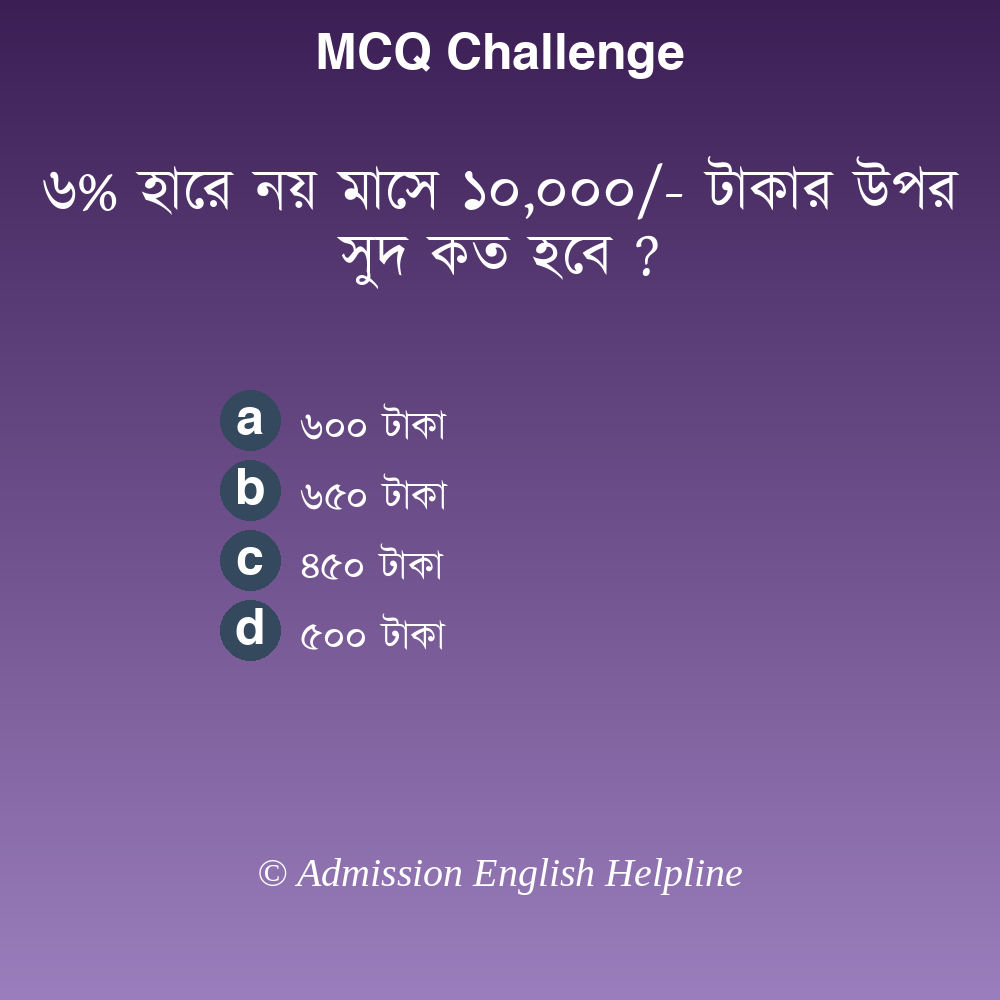 MCQ Challenge
৬% হারে নয় মাসে ১০,০০০/- টাকার উপর
সুদ কত হবে ?
a ৬০০ টাকা
b ৬৫০ টাকা
c ৪৫০ টাকা
d ৫০০ টাকা
© Admission English Helpline